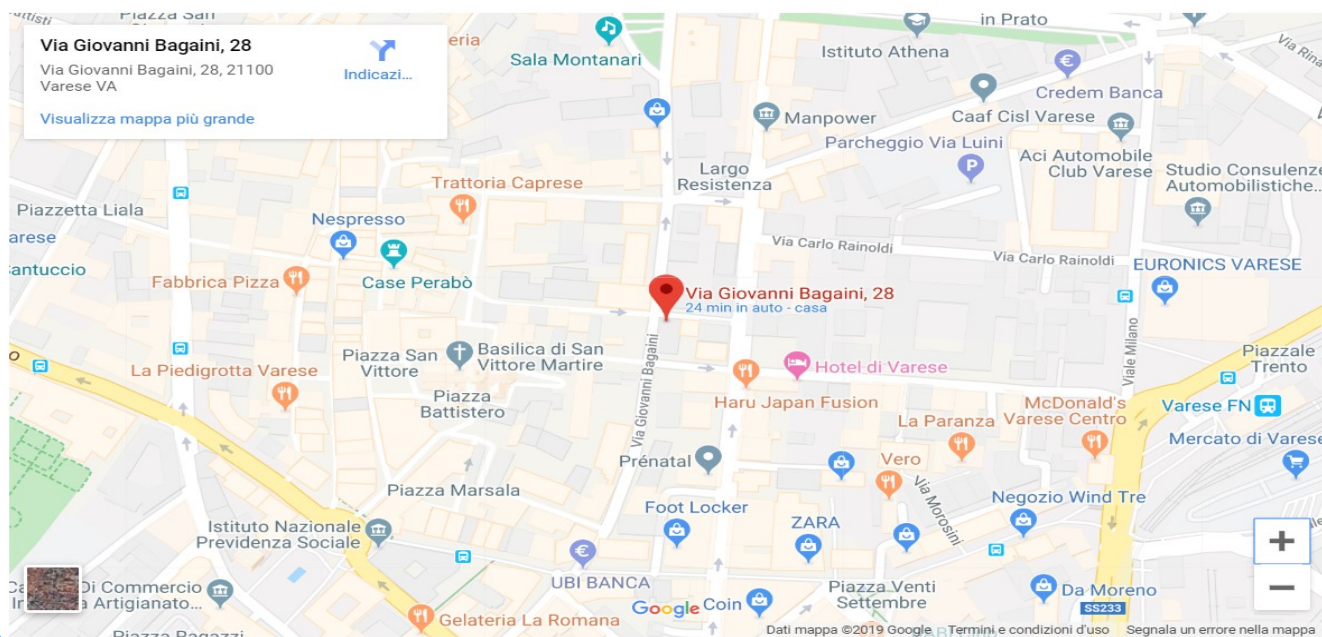 Piazza San
Via Giovanni Bagaini, 28
Via Giovanni Bagaini, 28, 21100
Varese VA
Visualizza mappa più grande
Indicazi...
Sala Montanari
in Prato
Istituto Athena
Credem Banca
Manpower
Caaf Cisl Varese
Parcheggio Via Luini
Aci Automobile
Club Varese
Studio Consulenze
Automobilistiche...
Largo
Resistenza
Trattoria Caprese
Piazzetta Liala
Nespresso
Via Carlo Rainoldi
Via Carlo Rainoldi
EURONICS VARESE
Fabbrica Pizza
Case Perabò
Via Giovanni Bagaini, 28
24 min in auto - casa
Piazza San
Vittore
Basilica di San
Vittore Martire
La Piedigrotta Varese
Piazza
Battistero
Via Giovanni Bagaini
Hotel di Varese
Haru Japan Fusion
Viale Milano
Piazzale
Trento
Varese FN
La Paranza
McDonald's
Varese Centro
Mercato di Varese
Prénatal
Vero
Via Morosini
Piazza Marsala
Foot Locker
ZARA
Negozio Wind Tre
Istituto Nazionale
Previdenza Sociale
UBI BANCA
Di Commercio
Artigianato...
Gelateria La Romana
Google
Coin
Piazza Venti
Settembre
Da Moreno
SS233
+
−
Dati mappa ©2019 Google
Termini e condizioni d'uso
Segnala un errore nella mappa